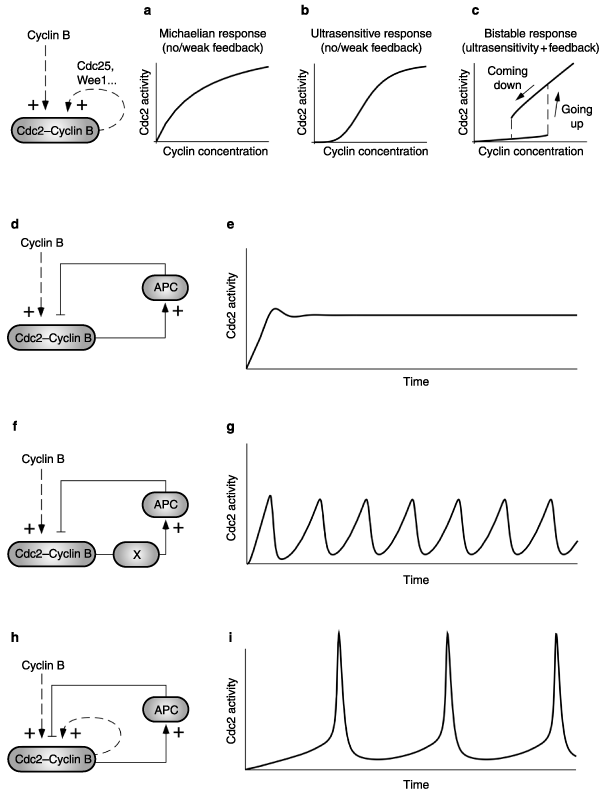 Cyclin B
Cdc25,
Wee1...
+ +
Cdc2–Cyclin B
a
Michaelian response
(no/weak feedback)
Cdc2 activity
Cyclin concentration
b
Ultrasensitive response
(no/weak feedback)
Cdc2 activity
Cyclin concentration
c
Bistable response
(ultrasensitivity+feedback)
Coming
down
Going
up
Cdc2 activity
Cyclin concentration
d
Cyclin B
APC
+ +
Cdc2–Cyclin B
e
Cdc2 activity
Time
f
Cyclin B
APC
+ +
Cdc2–Cyclin B
X
g
Cdc2 activity
Time
h
Cyclin B
APC
+ + +
Cdc2–Cyclin B
i
Cdc2 activity
Time